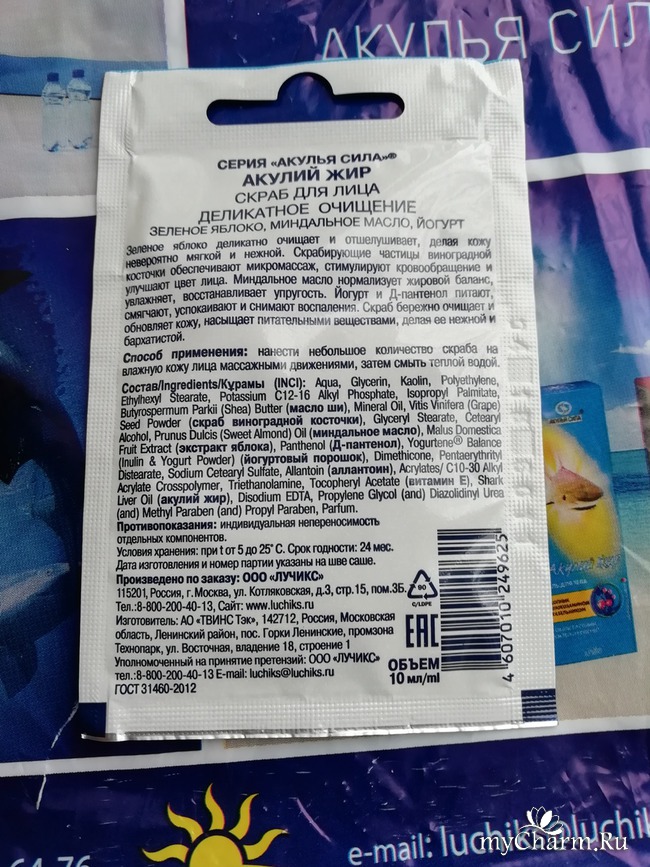 АКУЛЬЯ СИЛ
СЕРИЯ «АКУЛЬЯ СИЛА»®
АКУЛИЙ ЖИР
СКРАБ ДЛЯ ЛИЦА
ДЕЛИКАТНОЕ ОЧИЩЕНИЕ
ЗЕЛЕНОЕ ЯБЛОКО, МИНДАЛЬНОЕ МАСЛО, ЙОГУРТ
Зеленое яблоко деликатно очищает и отшелушивает, делая кожу
невероятно мягкой и нежной. Скрабирующие частицы виноградной
косточки обеспечивают микромассаж, стимулируют кровообращение и
улучшают цвет лица. Миндальное масло нормализует жировой баланс,
увлажняет, восстанавливает упругость. Йогурт и Д-пантенол питают,
смягчают, успокаивают и снимают воспаления. Скраб бережно очищает и
обновляет кожу, насыщает питательными веществами, делая ее нежной и
бархатистой.
Способ применения: нанести небольшое количество скраба на
влажную кожу лица массажными движениями, затем смыть теплой водой.
Состав/Ingredients/Құрамы (INCI): Aqua, Glycerin, Kaolin, Polyethylene,
Ethylhexyl Stearate, Potassium C12-16 Alkyl Phosphate, Isopropyl Palmitate,
Butyrospermum Parkii (Shea) Butter (масло ши), Mineral Oil, Vitis Vinifera (Grape)
Seed Powder (скраб виноградной косточки), Glyceryl Stearate, Cetearyl
Alcohol, Prunus Dulcis (Sweet Almond) Oil (миндальное масло), Malus Domestica
Fruit Extract (экстракт яблока), Panthenol (Д-пантенол), Yogurtene® Balance
(Inulin & Yogurt Powder) (йогуртовый порошок), Dimethicone, Pentaerythrityl
Distearate, Sodium Cetearyl Sulfate, Allantoin (аллантоин), Acrylates/ C10-30 Alkyl
Acrylate Crosspolymer, Triethanolamine, Tocopheryl Acetate (витамин Е), Shark
Liver Oil (акулий жир), Disodium EDTA, Propylene Glycol (and) Diazolidinyl Urea
(and) Methyl Paraben (and) Propyl Paraben, Parfum.
Противопоказания: индивидуальная непереносимость
отдельных компонентов.
Условия хранения: при t от 5 до 25° С. Срок годности: 24 мес.
Дата изготовления и номер партии указаны на шве саше.
Произведено по заказу: ООО «ЛУЧИКС»
115201, Россия, г.Москва, ул. Котляковская, д.3, стр.15, пом.3Б.
Тел.:8-800-200-40-13, Сайт: www.luchiks.ru
Изготовитель: АО «ТВИНС Тэк», 142712, Россия, Московская
область, Ленинский район, пос. Горки Ленинские, промзона
Технопарк, ул. Восточная, владение 18, строение 1
Уполномоченный на принятие претензий: ООО «ЛУЧИКС»
тел.:8-800-200-40-13 E-mail: luchiks@luchiks.ru
ГОСТ 31460-2012
90
C/LDPE
EAC
ОБЪЕМ
10 мл/ml
4 607010 249625
64-76
e-mail: luchiks@luchik
myCharm.Ru